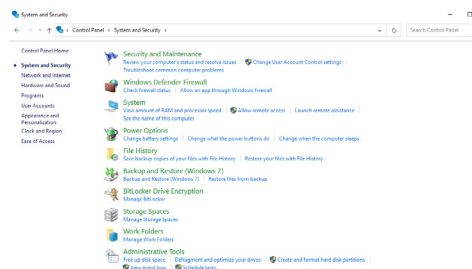 System and Security
Control Panel > System and Security >
Search Control Panel
Control Panel Home
System and Security
Network and Internet
Hardware and Sound
Programs
User Accounts
Appearance and
Personalization
Clock and Region
Ease of Access
Security and Maintenance
Review your computer's status and resolve issues | Change User Account Control settings |
Troubleshoot common computer problems
Windows Defender Firewall
Check firewall status | Allow an app through Windows Firewall
System
View amount of RAM and processor speed | Allow remote access | Launch remote assistance |
See the name of this computer
Power Options
Change battery settings | Change what the power buttons do | Change when the computer sleeps
File History
Save backup copies of your files with File History | Restore your files with File History
Backup and Restore (Windows 7)
Backup and Restore (Windows 7) | Restore files from backup
BitLocker Drive Encryption
Manage BitLocker
Storage Spaces
Manage Storage Spaces
Work Folders
Manage Work Folders
Administrative Tools
Free up disk space | Defragment and optimize your drives | Create and format hard disk partitions |
View event logs | Schedule tasks